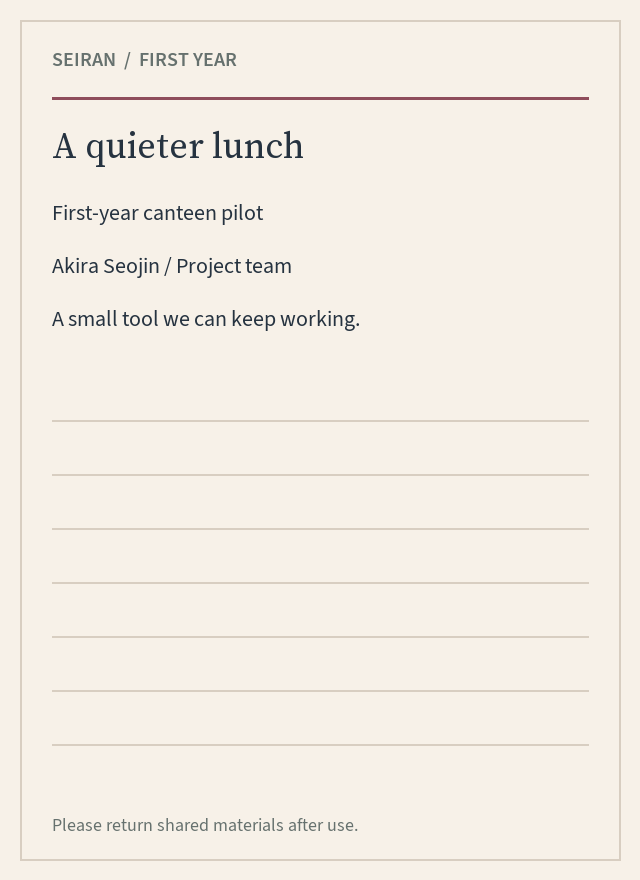 SEIRAN / FIRST YEAR
A quieter lunch
First-year canteen pilot
Akira Seojin / Project team
A small tool we can keep working.
Please return shared materials after use.